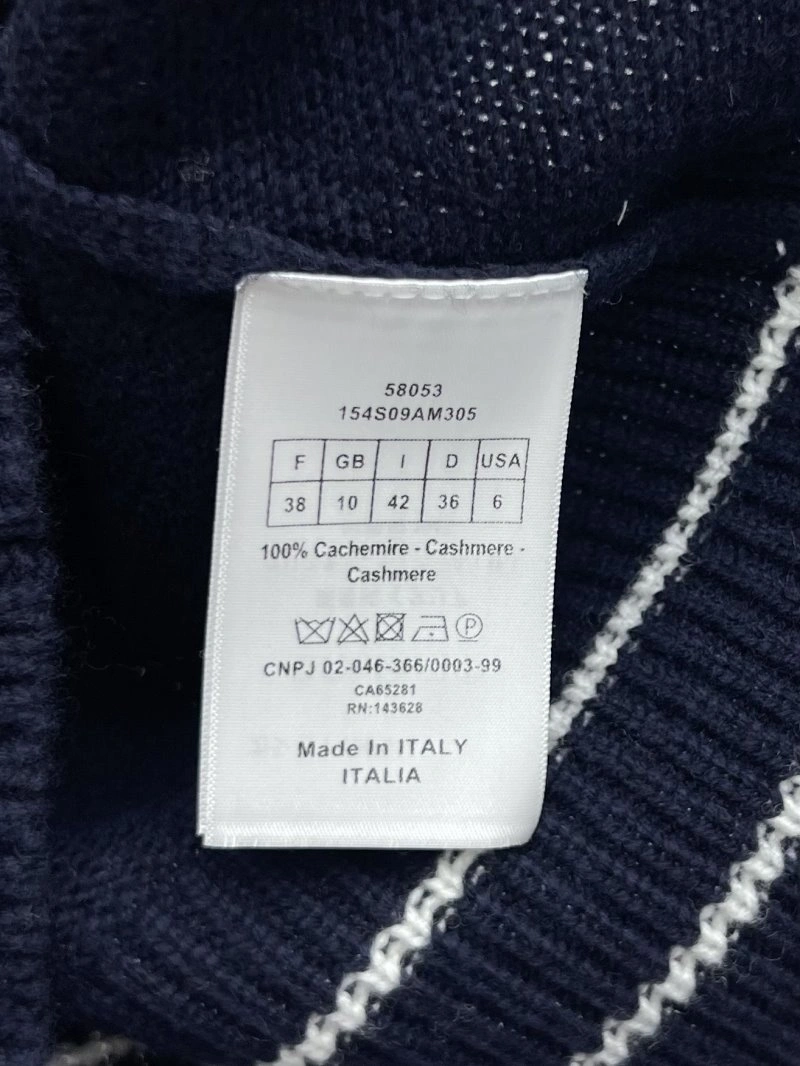 58053
154S09AM305
F GB I D USA
38 10 42 36 6
100% Cachemire - Cashmere -
Cashmere
P
CNPJ 02-046-366/0003-99
CA65281
RN:143628
Made In ITALY
ITALIA